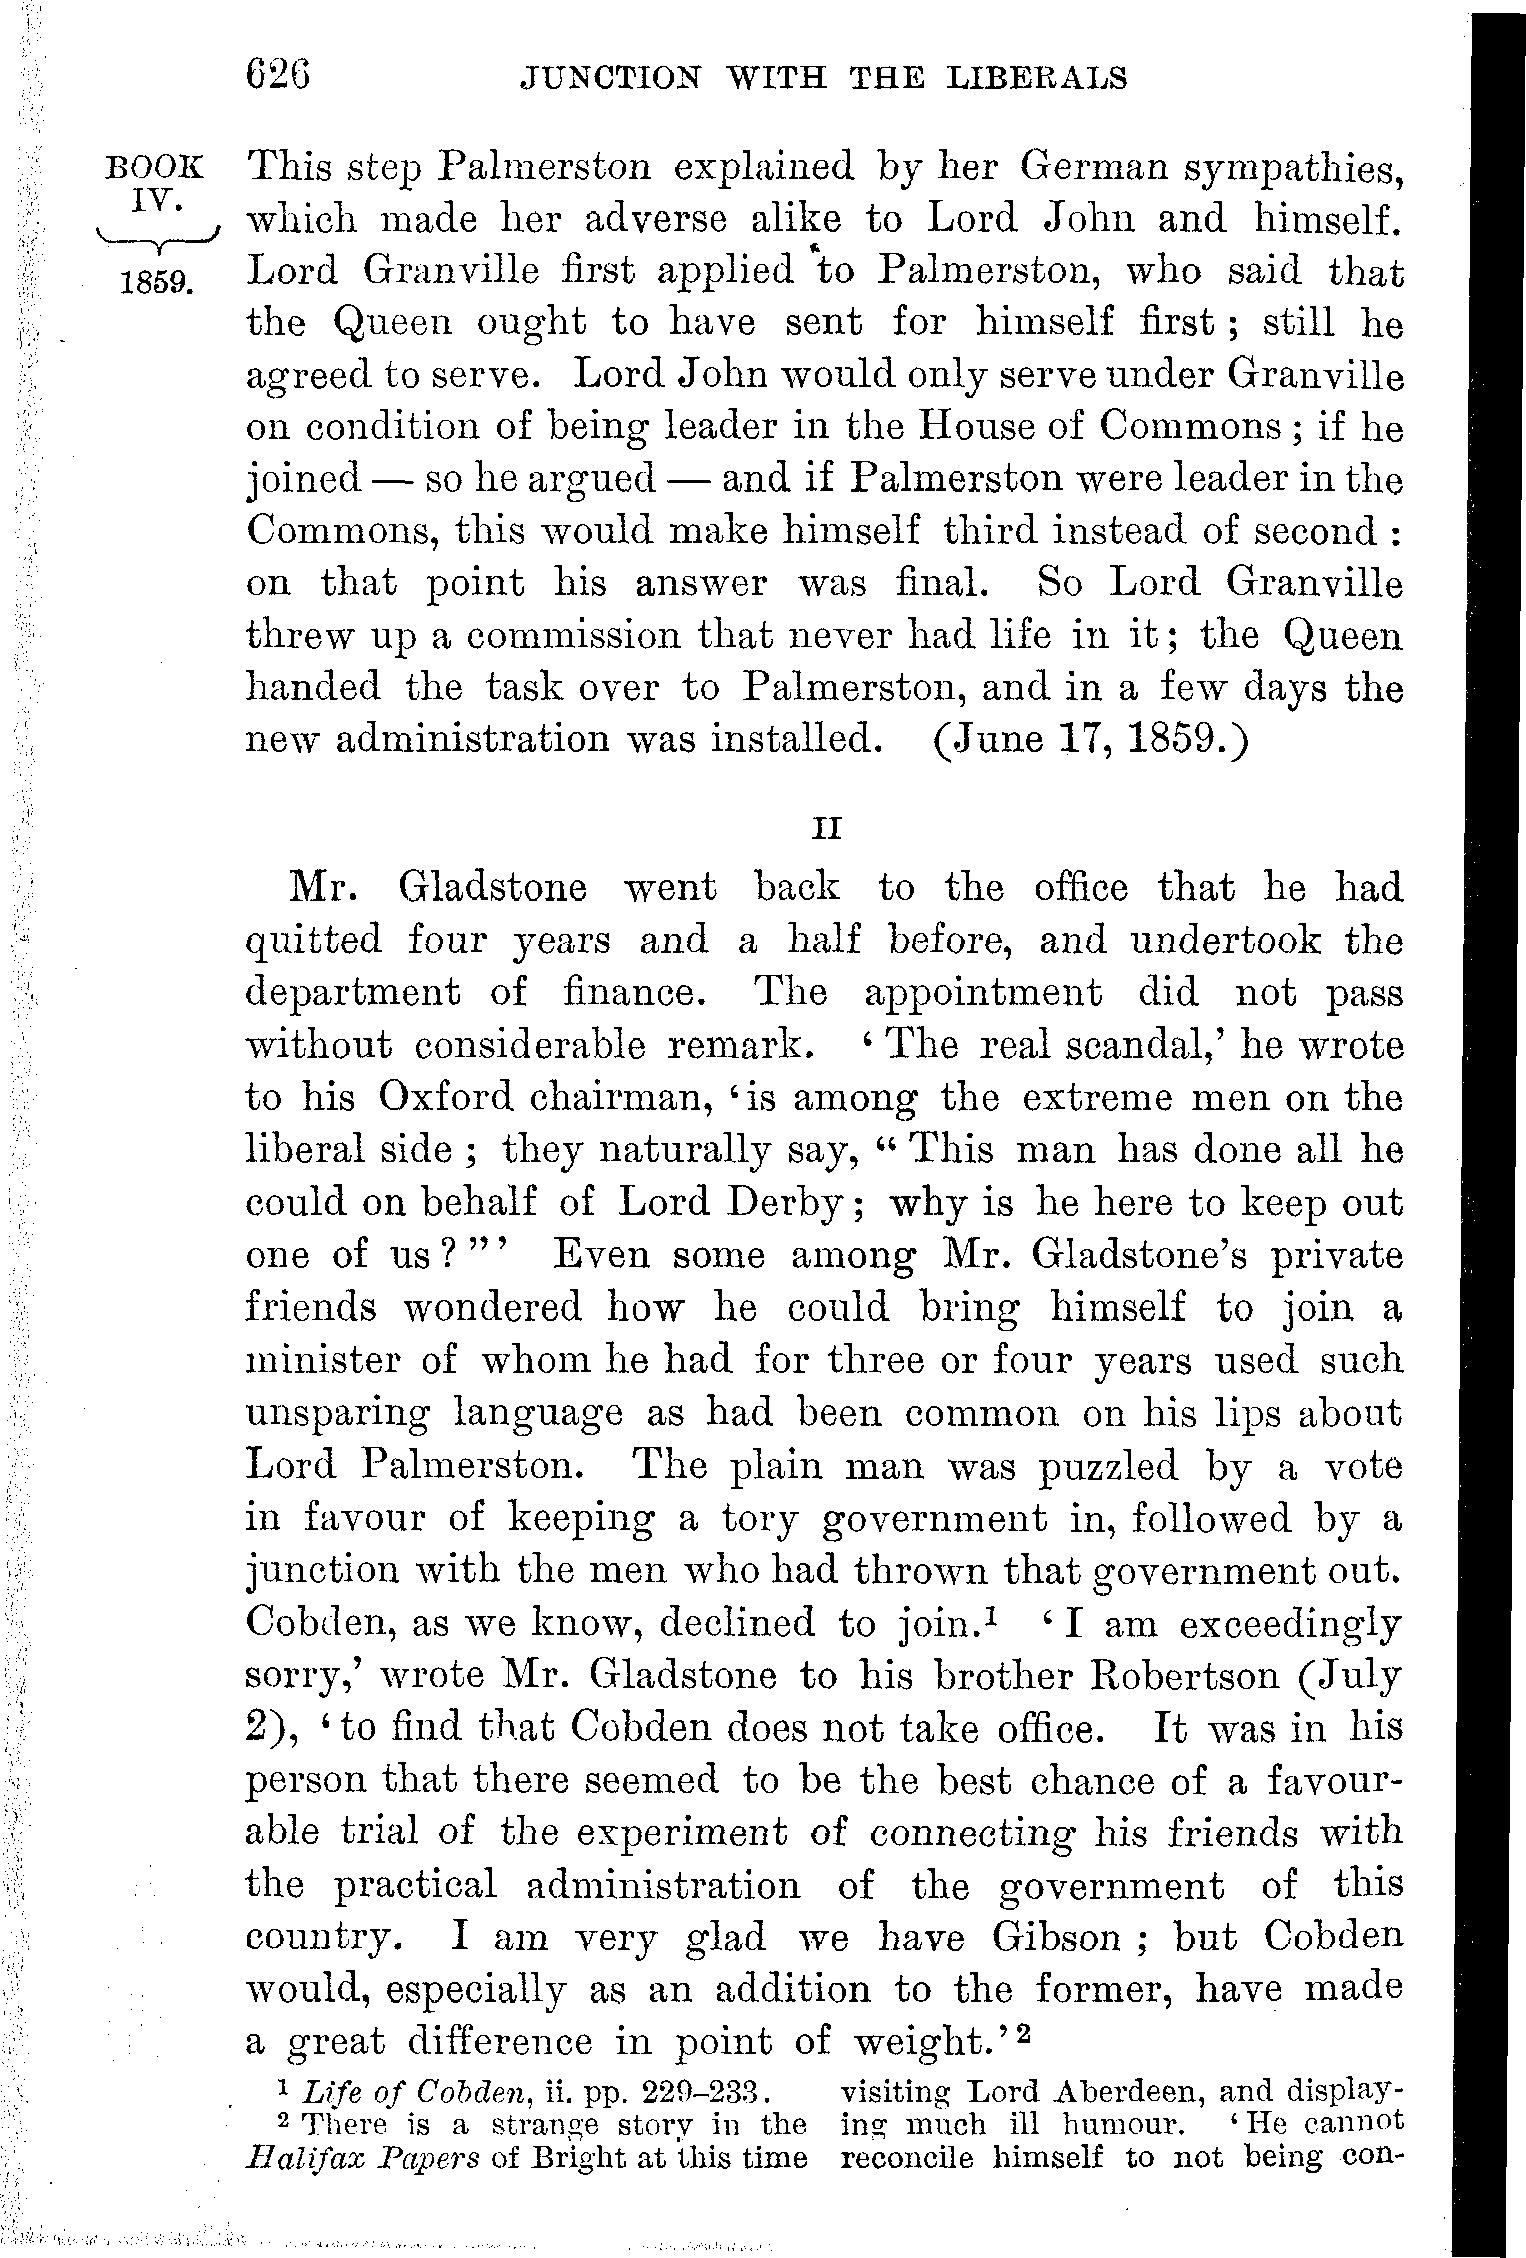 626 JUNCTION WITH THE LIBERALS
BOOK
IV.
1859.
This step Palmerston explained by her German sympathies,
which made her adverse alike to Lord John and himself.
Lord Granville first applied to Palmerston, who said that
the Queen ought to have sent for himself first ; still he
agreed to serve. Lord John would only serve under Granville
on condition of being leader in the House of Commons ; if he
joined — so he argued — and if Palmerston were leader in the
Commons, this would make himself third instead of second :
on that point his answer was final. So Lord Granville
threw up a commission that never had life in it ; the Queen
handed the task over to Palmerston, and in a few days the
new administration was installed. (June 17, 1859.)
II
Mr. Gladstone went back to the office that he had
quitted four years and a half before, and undertook the
department of finance. The appointment did not pass
without considerable remark. ‘ The real scandal,’ he wrote
to his Oxford chairman, ‘ is among the extreme men on the
liberal side ; they naturally say, “ This man has done all he
could on behalf of Lord Derby ; why is he here to keep out
one of us ? ” ’ Even some among Mr. Gladstone’s private
friends wondered how he could bring himself to join a
minister of whom he had for three or four years used such
unsparing language as had been common on his lips about
Lord Palmerston. The plain man was puzzled by a vote
in favour of keeping a tory government in, followed by a
junction with the men who had thrown that government out.
Cobden, as we know, declined to join.¹ ‘ I am exceedingly
sorry,’ wrote Mr. Gladstone to his brother Robertson (July
2), ‘ to find that Cobden does not take office. It was in his
person that there seemed to be the best chance of a favour-
able trial of the experiment of connecting his friends with
the practical administration of the government of this
country. I am very glad we have Gibson ; but Cobden
would, especially as an addition to the former, have made
a great difference in point of weight.’ ²
¹ Life of Cobden, ii. pp. 229–233.
² There is a strange story in the
Halifax Papers of Bright at this time
visiting Lord Aberdeen, and display-
ing much ill humour. ‘ He cannot
reconcile himself to not being con-